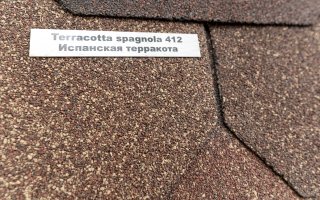 Terracotta spagnola 412
Испанская терракота